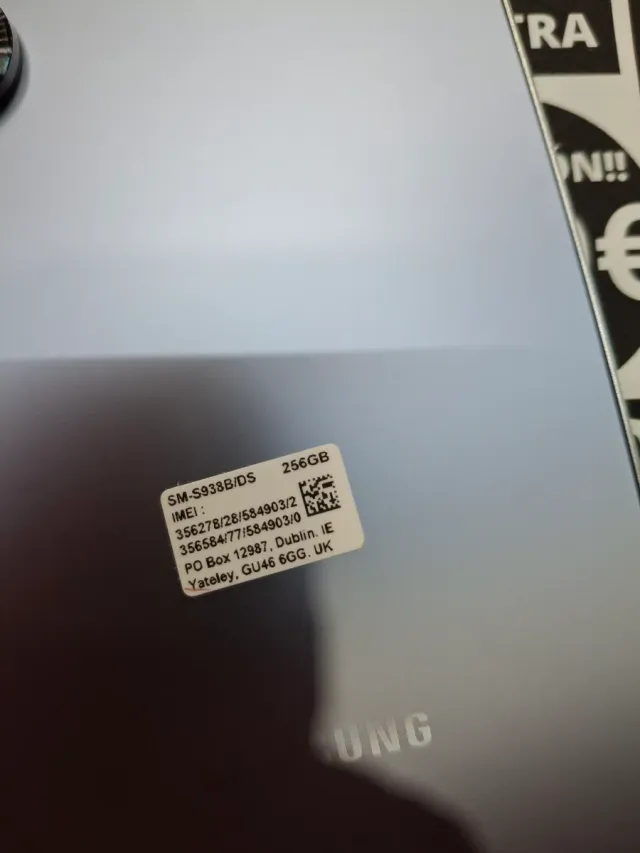 TRA
ÓN!!
€
SM-S938B/DS 256GB
IMEI :
356278/28/584903/2
356584/77/584903/0
PO Box 12987, Dublin. IE
Yateley, GU46 6GG. UK
UNG